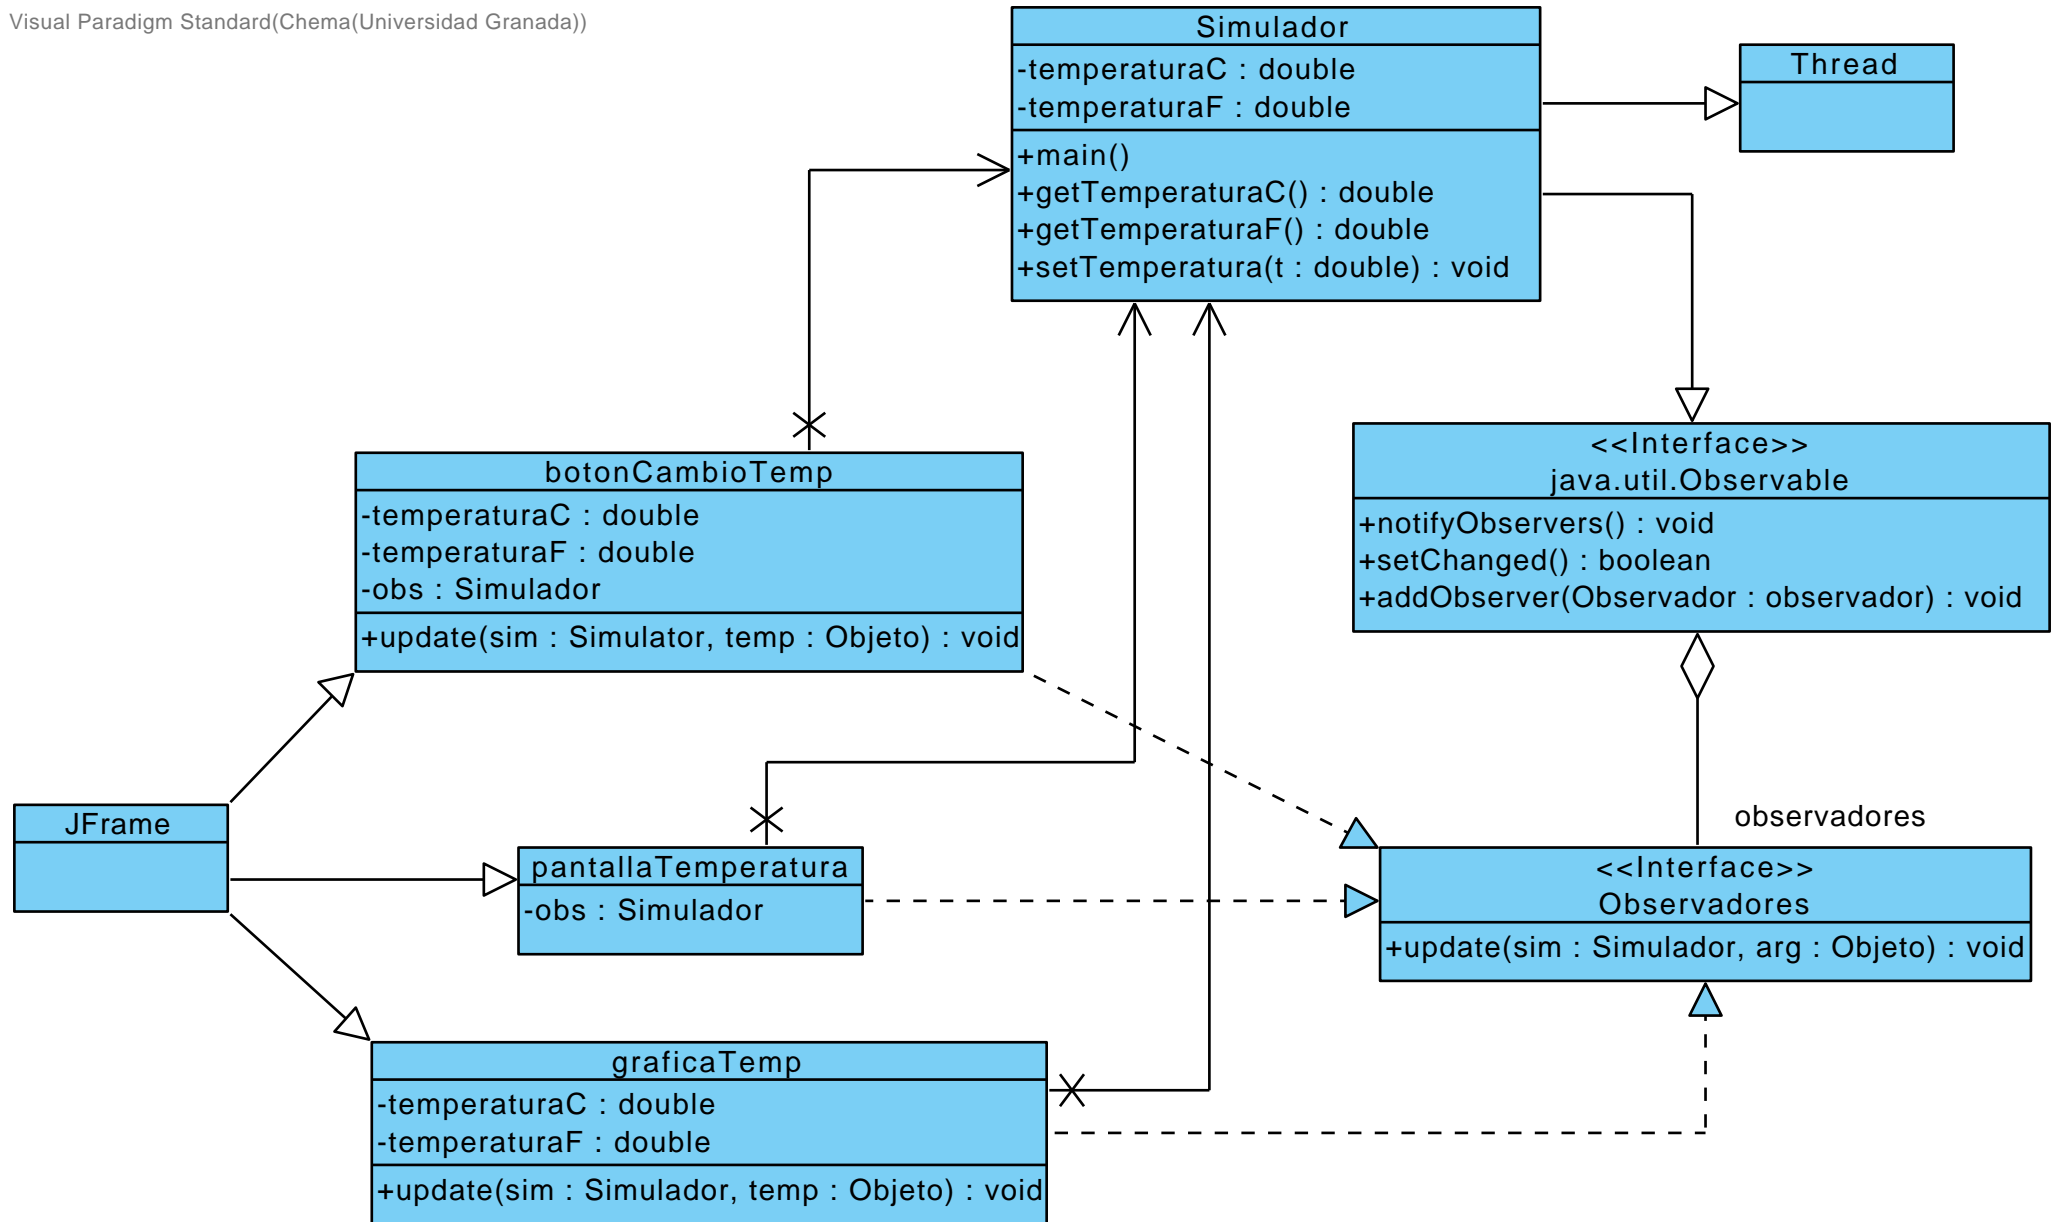 Visual Paradigm Standard(Chema(Universidad Granada))
Simulador
-temperaturaC : double
-temperaturaF : double
+main()
+getTemperaturaC() : double
+getTemperaturaF() : double
+setTemperatura(t : double) : void
Thread
<<Interface>>
java.util.Observable
+notifyObservers() : void
+setChanged() : boolean
+addObserver(Observador : observador) : void
botonCambioTemp
-temperaturaC : double
-temperaturaF : double
-obs : Simulador
+update(sim : Simulator, temp : Objeto) : void
JFrame
pantallaTemperatura
-obs : Simulador
observadores
<<Interface>>
Observadores
+update(sim : Simulador, arg : Objeto) : void
graficaTemp
-temperaturaC : double
-temperaturaF : double
+update(sim : Simulador, temp : Objeto) : void